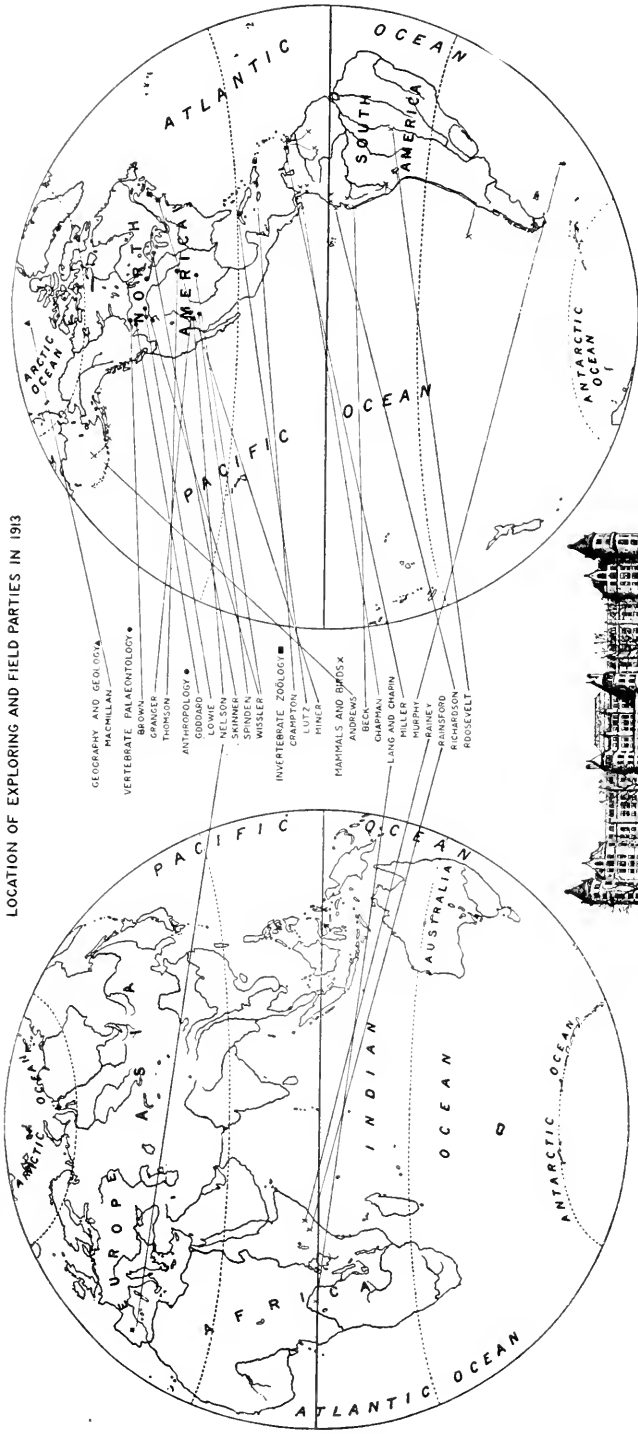 LOCATION OF EXPLORING AND FIELD PARTIES IN 1913
ARCTIC
OCEAN
EUROPE
ASIA
AFRICA
PACIFIC
OCEAN
INDIAN
OCEAN
AUSTRALIA
ATLANTIC OCEAN
ANTARCTIC OCEAN
GEOGRAPHY AND GEOLOGY▲
MACMILLAN
VERTEBRATE PALAEONTOLOGY●
BROWN
GRANGER
THOMSON
ANTHROPOLOGY●
GODDARD
LOWIE
NELSON
SKINNER
SPINDEN
WISSLER
INVERTEBRATE ZOÖLOGY■
CRAMPTON
LUTZ
MINER
MAMMALS AND BIRDS×
ANDREWS
BECK
CHAPMAN
LANG AND CHAPIN
MILLER
MURPHY
RAINEY
RAINSFORD
RICHARDSON
ROOSEVELT
ARCTIC
OCEAN
NORTH
AMERICA
ATLANTIC
OCEAN
PACIFIC
OCEAN
SOUTH
AMERICA
ANTARCTIC
OCEAN